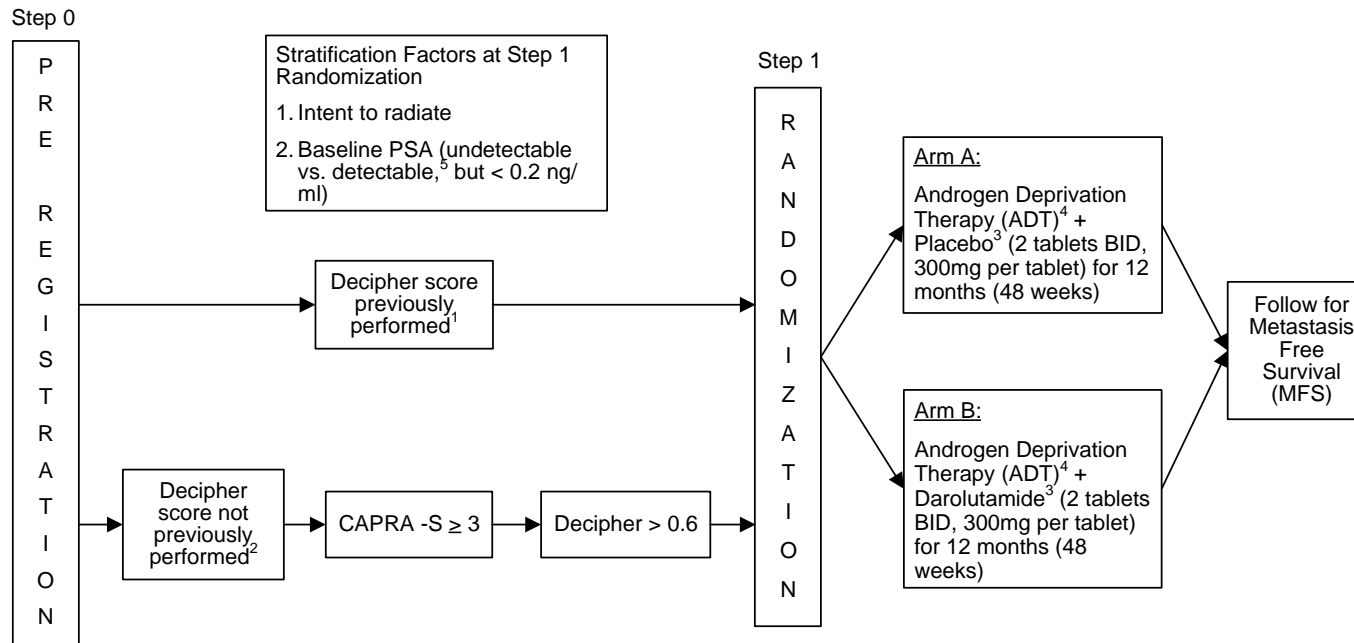 Step 0
P
R
E
R
E
G
I
S
T
R
A
T
I
O
N
Stratification Factors at Step 1
Randomization
1. Intent to radiate
2. Baseline PSA (undetectable
vs. detectable,5 but < 0.2 ng/
ml)
Decipher score
previously
performed1
Decipher
score not
previously
performed2
CAPRA -S ≥ 3
Decipher > 0.6
Step 1
R
A
N
D
O
M
I
Z
A
T
I
O
N
Arm A:
Androgen Deprivation
Therapy (ADT)4 +
Placebo3 (2 tablets BID,
300mg per tablet) for 12
months (48 weeks)
Arm B:
Androgen Deprivation
Therapy (ADT)4 +
Darolutamide3 (2 tablets
BID, 300mg per tablet)
for 12 months (48
weeks)
Follow for
Metastasis
Free
Survival
(MFS)